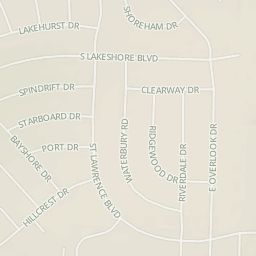 SHOREHAM DR
LAKEHURST DR
S LAKESHORE BLVD
SPINDRIFT DR
CLEARWAY DR
STARBOARD DR
BAYSHORE DR
PORT DR
ST LAWRENCE BLVD
WATERBURY RD
RIDGEWOOD DR
RIVERDALE DR
E OVERLOOK DR
HILLCREST DR